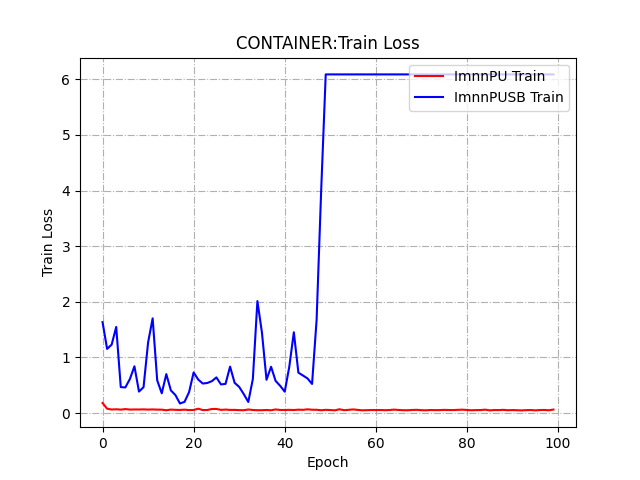 CONTAINER:Train Loss
ImnnPU Train
ImnnPUSB Train
Train Loss
6
5
4
3
2
1
0
0 20 40 60 80 100
Epoch